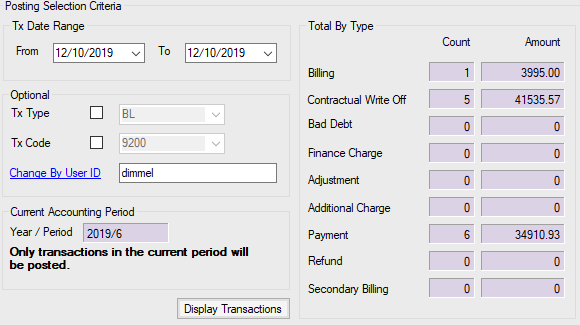 Posting Selection Criteria
Tx Date Range
From 12/10/2019 To 12/10/2019
Optional
Tx Type BL
Tx Code 9200
Change By User ID dimmel
Current Accounting Period
Year / Period 2019/6
Only transactions in the current period will
be posted.
Display Transactions
Total By Type
Count Amount
Billing 1 3995.00
Contractual Write Off 5 41535.57
Bad Debt 0 0
Finance Charge 0 0
Adjustment 0 0
Additional Charge 0 0
Payment 6 34910.93
Refund 0 0
Secondary Billing 0 0